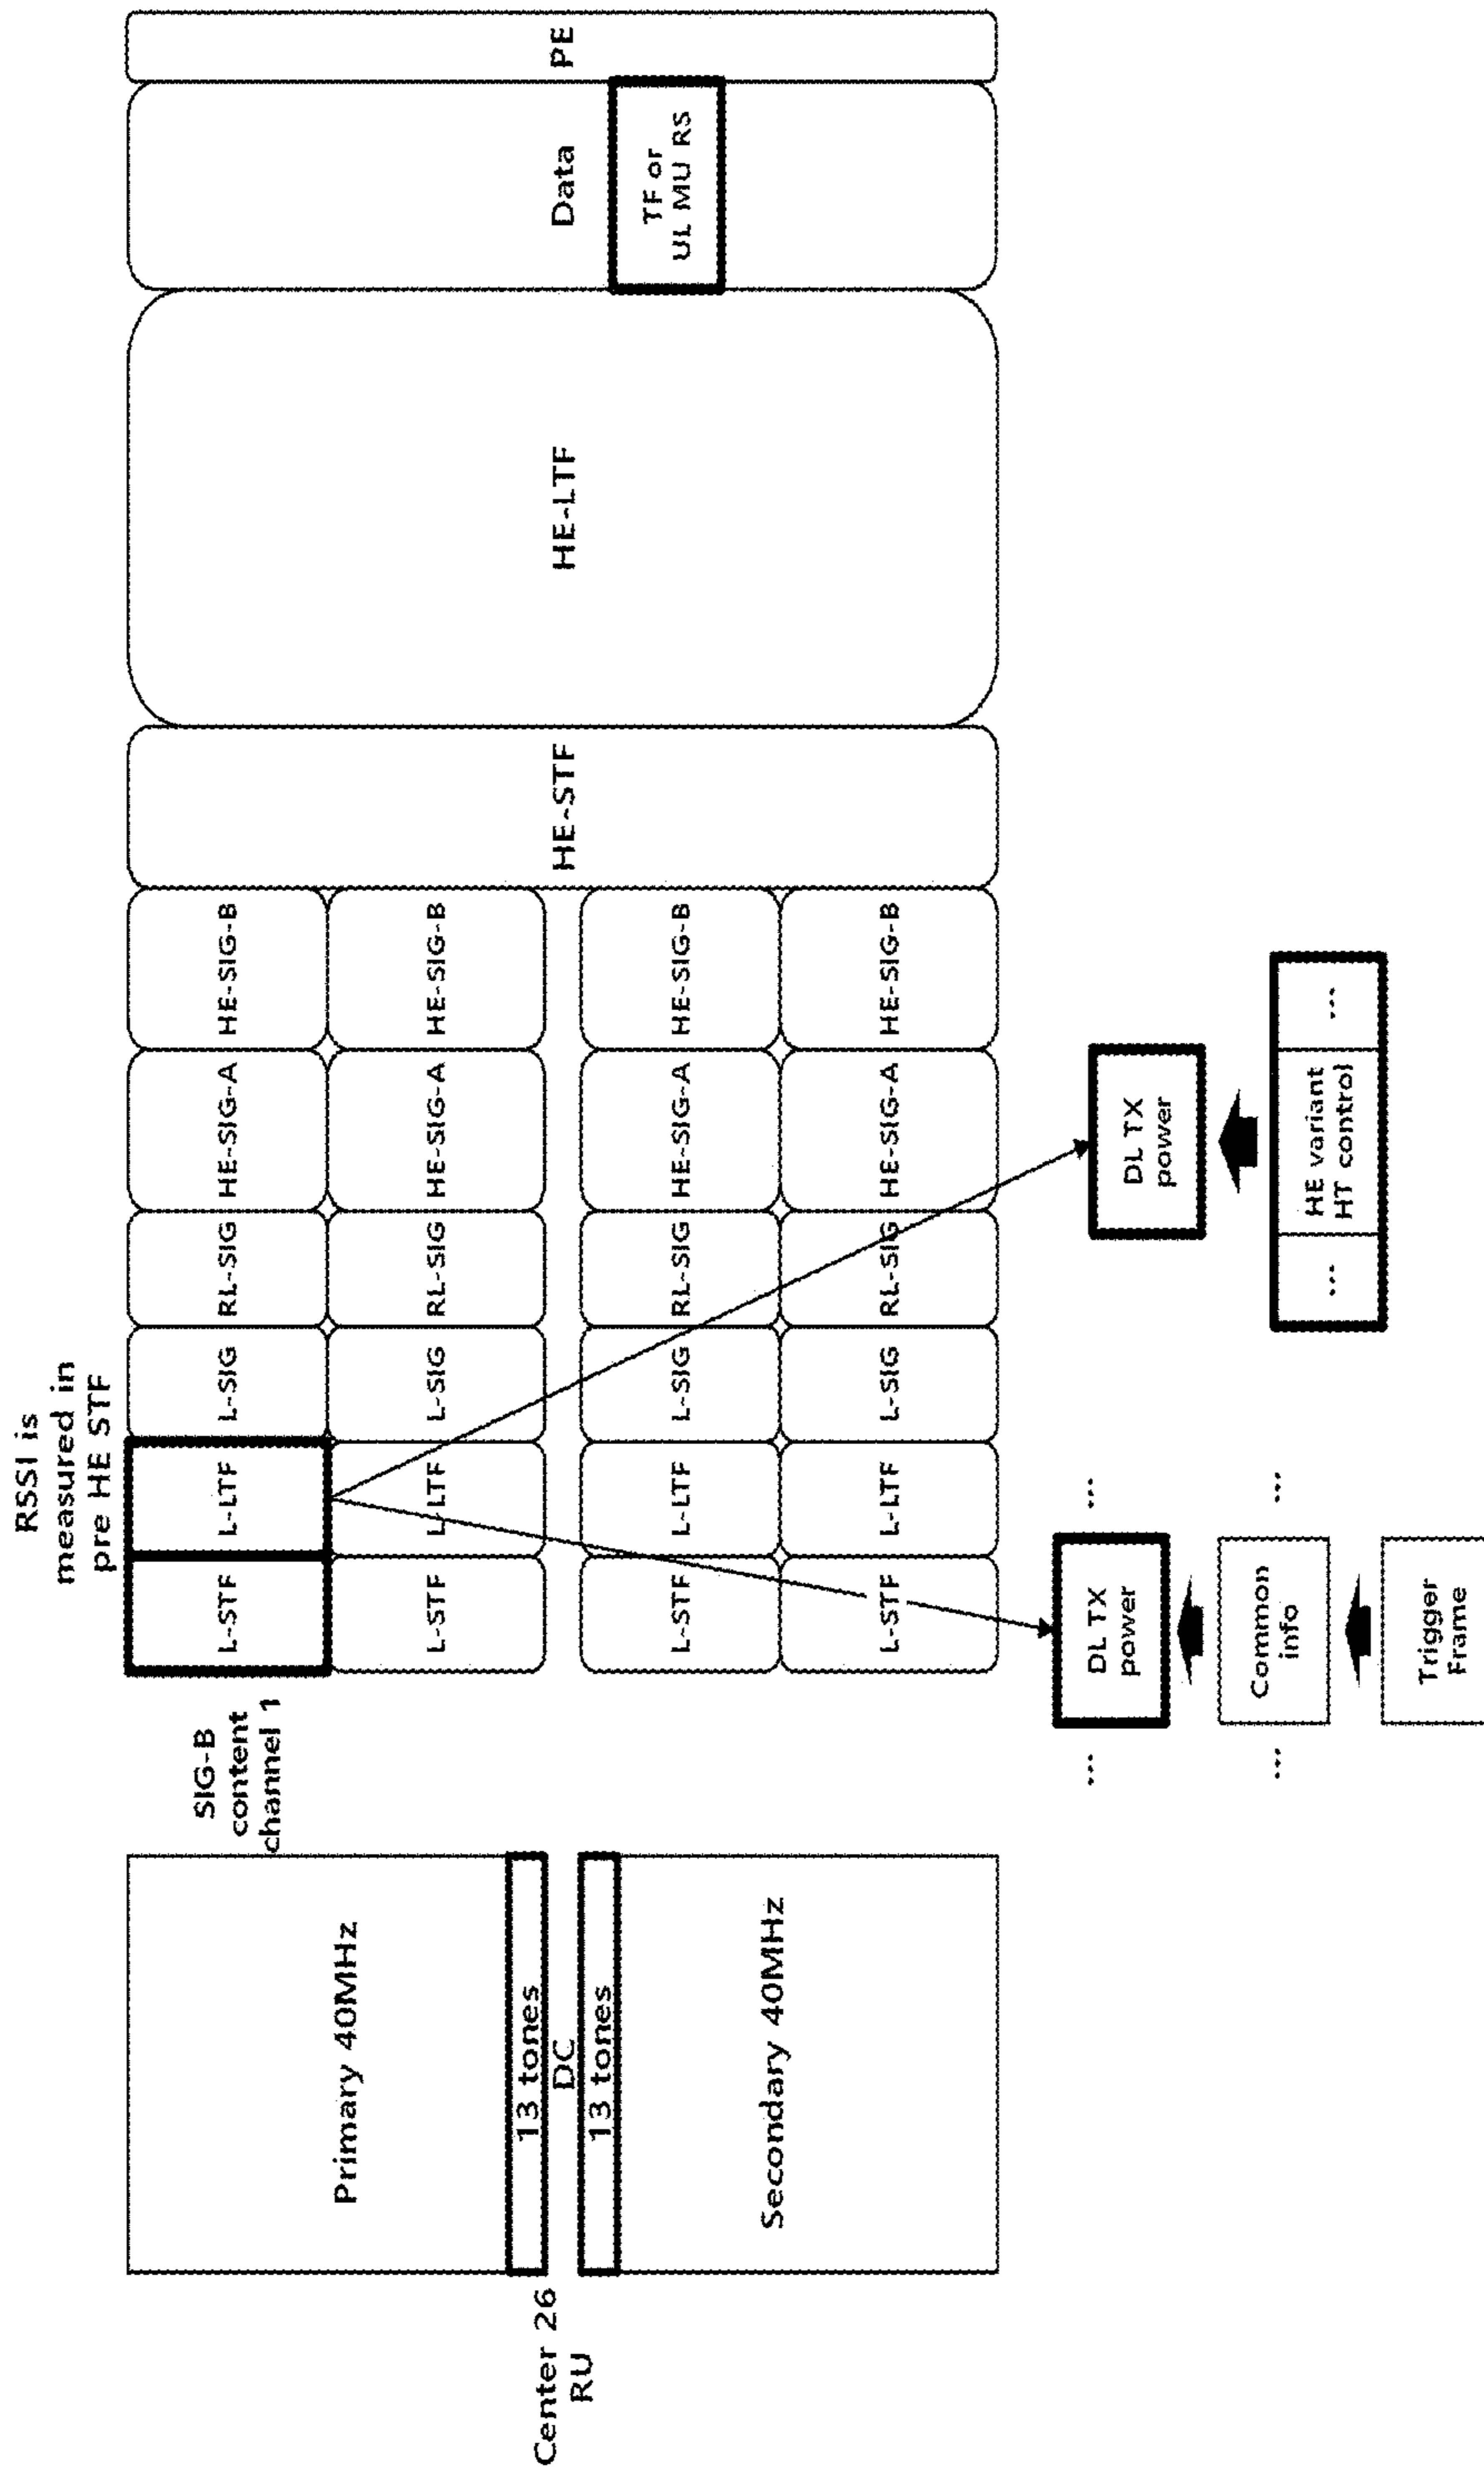 RSSI is
measured in
pre HE STF
SIG-B
content
channel 1
Primary 40MHz
13 tones
Center 26
RU
DC
13 tones
Secondary 40MHz
L-STF
L-LTF
L-SIG
RL-SIG
HE-SIG-A
HE-SIG-B
L-STF
L-LTF
L-SIG
RL-SIG
HE-SIG-A
HE-SIG-B
L-STF
L-LTF
L-SIG
RL-SIG
HE-SIG-A
HE-SIG-B
L-STF
L-LTF
L-SIG
RL-SIG
HE-SIG-A
HE-SIG-B
HE-STF
HE-LTF
Data
TF or
UL MU RS
PE
...
DL TX
power
...
...
Common
info
...
Trigger
Frame
DL TX
power
...
HE variant
HT control
...